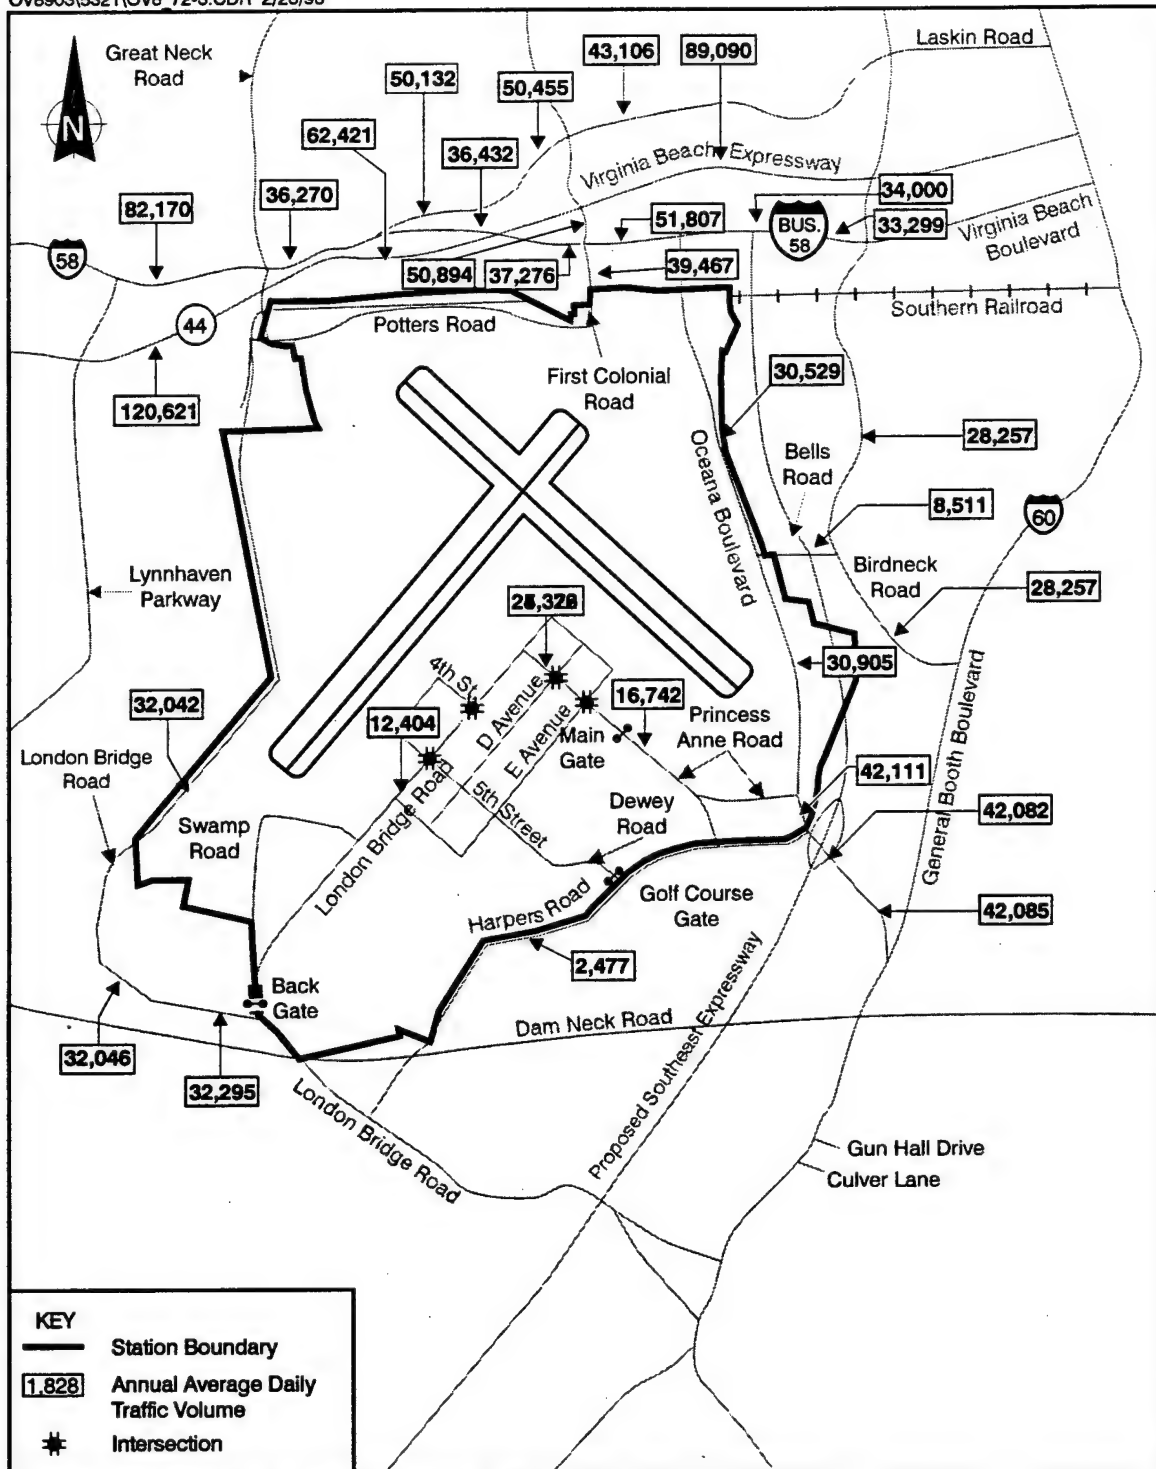 Great Neck
Road
43,106
89,090
Laskin Road
50,132
50,455
N
62,421
36,432
Virginia Beach Expressway
36,270
82,170
34,000
51,807
BUS.
58
33,299
Virginia Beach
Boulevard
58
50,894
37,276
39,467
Southern Railroad
44
Potters Road
First Colonial
Road
30,529
120,621
28,257
Oceana Boulevard
Bells
Road
8,511
60
Birdneck
Road
Lynnhaven
Parkway
28,257
4th St.
D Avenue
E Avenue
30,905
32,042
12,404
16,742
Main
Gate
Princess
Anne Road
London Bridge
Road
42,111
General Booth Boulevard
Swamp
Road
London Bridge Road
5th Street
Dewey
Road
42,082
Harpers Road
Golf Course
Gate
42,085
2,477
Back
Gate
Dam Neck Road
Proposed Southeast Expressway
32,046
32,295
London Bridge Road
Gun Hall Drive
Culver Lane
KEY
Station Boundary
1,828
Annual Average Daily
Traffic Volume
Intersection